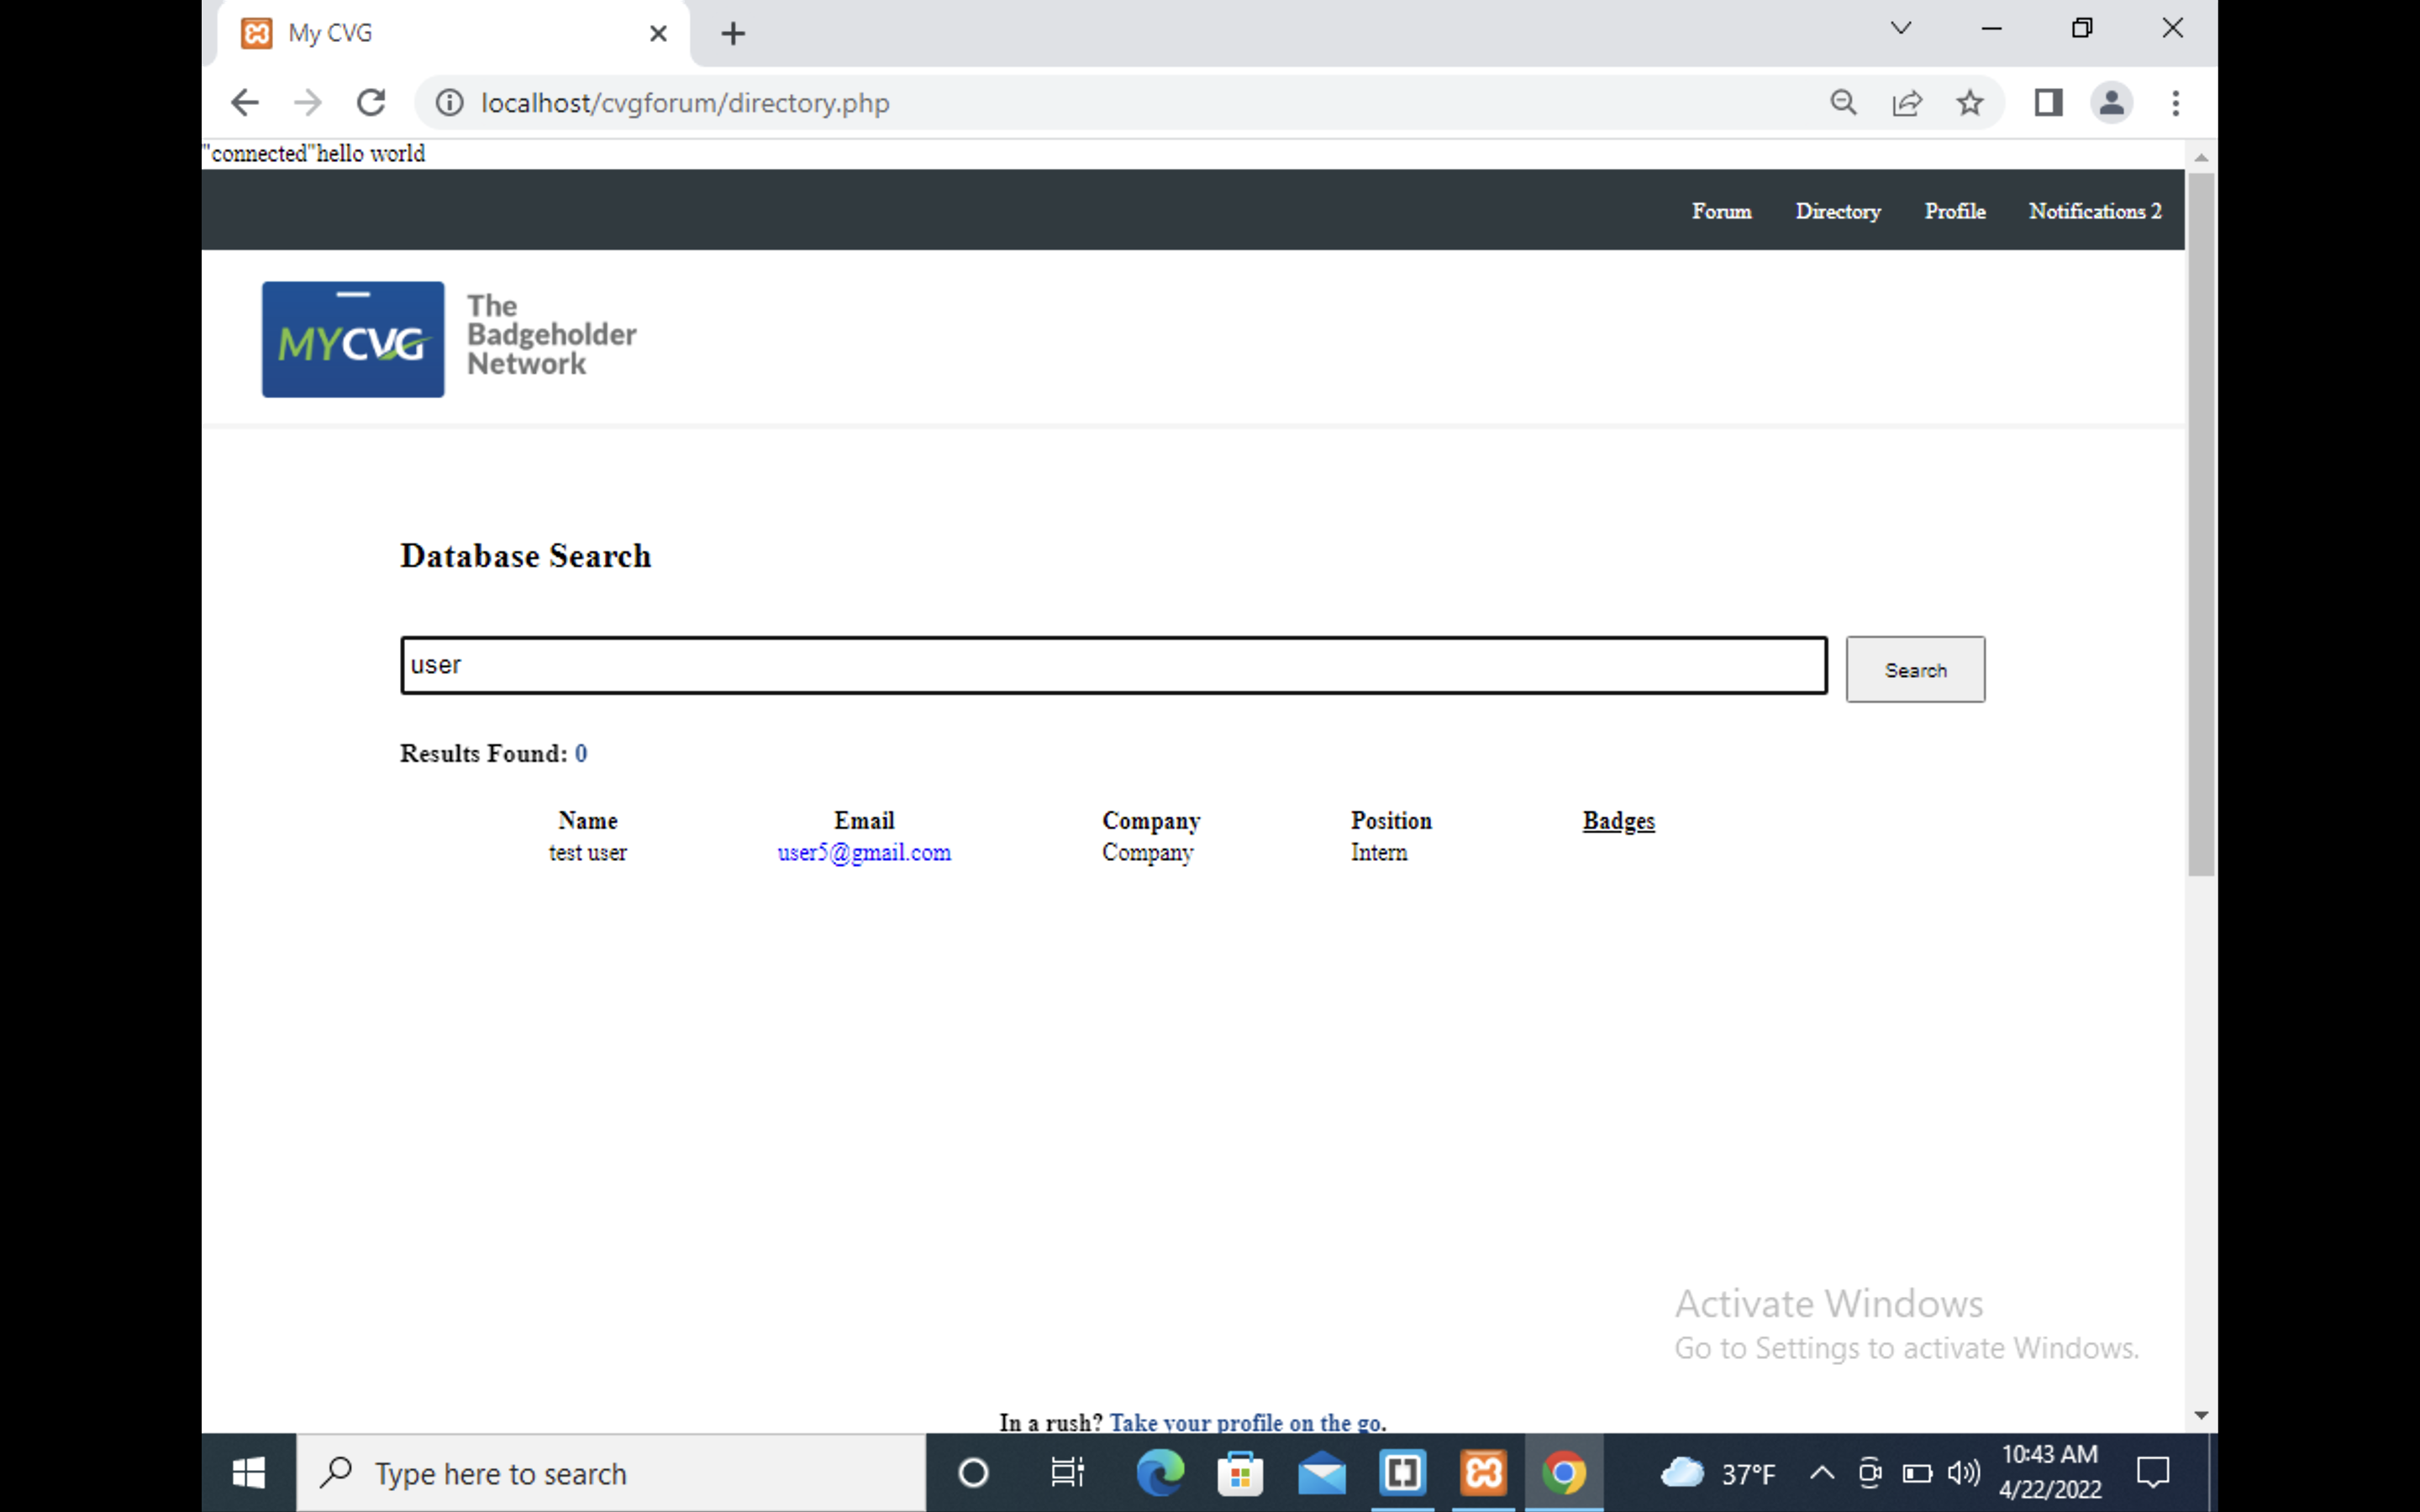 My CVG
localhost/cvgforum/directory.php
"connected"hello world
Forum Directory Profile Notifications 2
MYCVG
The
Badgeholder
Network
Database Search
user
Search
Results Found: 0
Name Email Company Position Badges
test user user5@gmail.com Company Intern
Activate Windows
Go to Settings to activate Windows.
In a rush? Take your profile on the go.
Type here to search
37°F
10:43 AM
4/22/2022